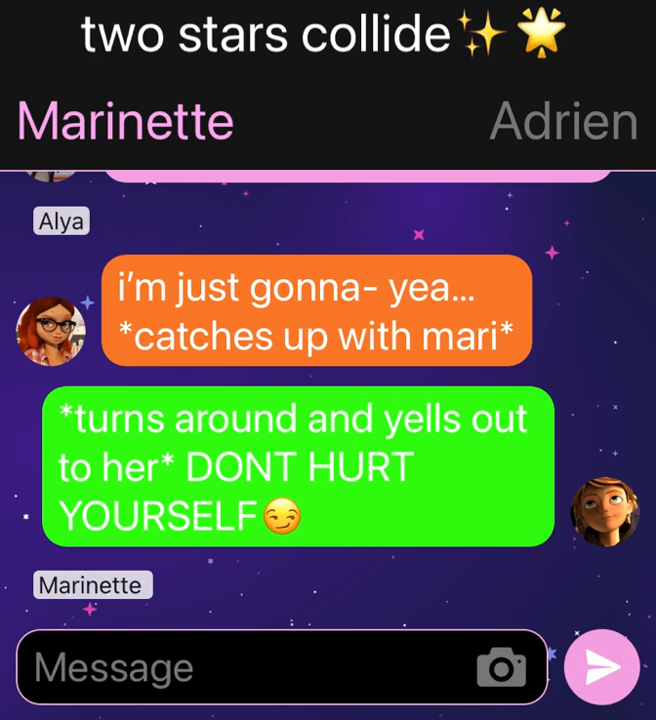 two stars collide✨🌟
Marinette
Adrien
Alya
i’m just gonna- yea...
*catches up with mari*
*turns around and yells out
to her* DONT HURT
YOURSELF😏
Marinette
Message